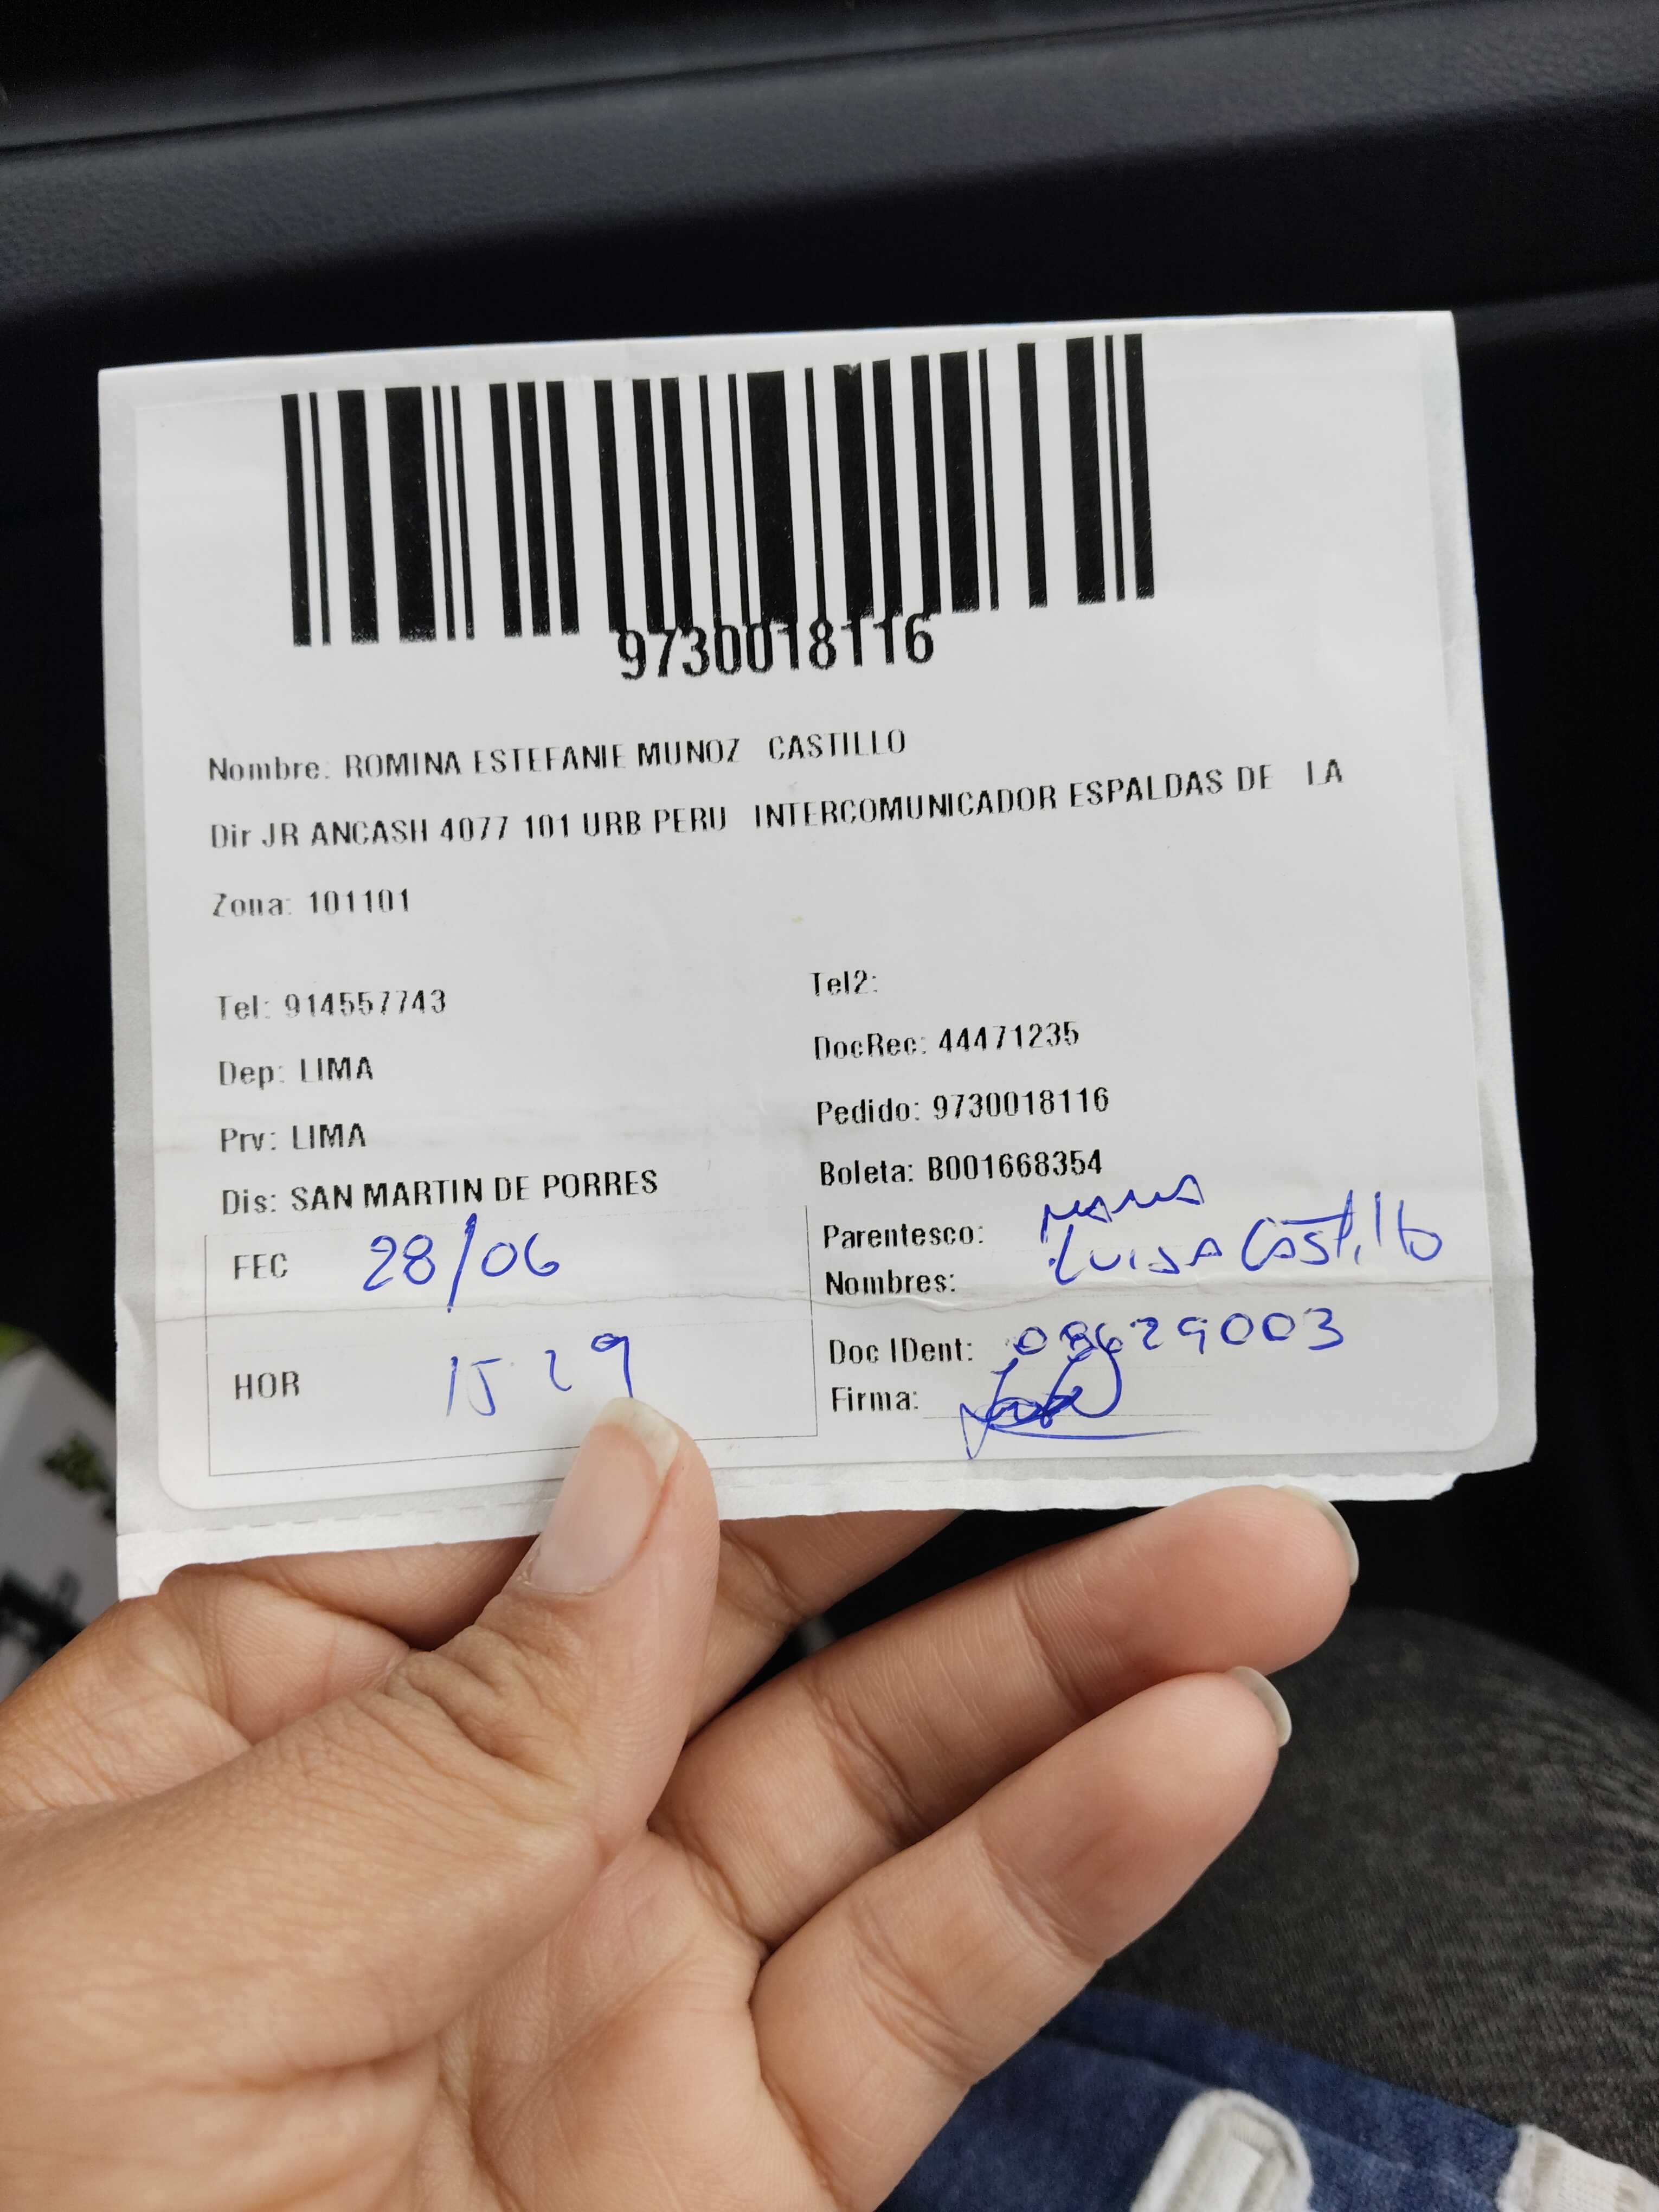 9730018116
Nombre: ROMINA ESTEFANIE MUNOZ CASTILLO
Dir JR ANCASH 4077 101 URB PERU INTERCOMUNICADOR ESPALDAS DE LA
Zona: 101101
Tel: 914557743
Tel2:
Dep: LIMA
DocRec: 44471235
Prv: LIMA
Pedido: 9730018116
Dis: SAN MARTIN DE PORRES
Boleta: B001668354
FEC 28/06
Parentesco: MAMA
Nombres: LUISA Castillo
HOR 15 29
Doc IDent: 08629003
Firma: